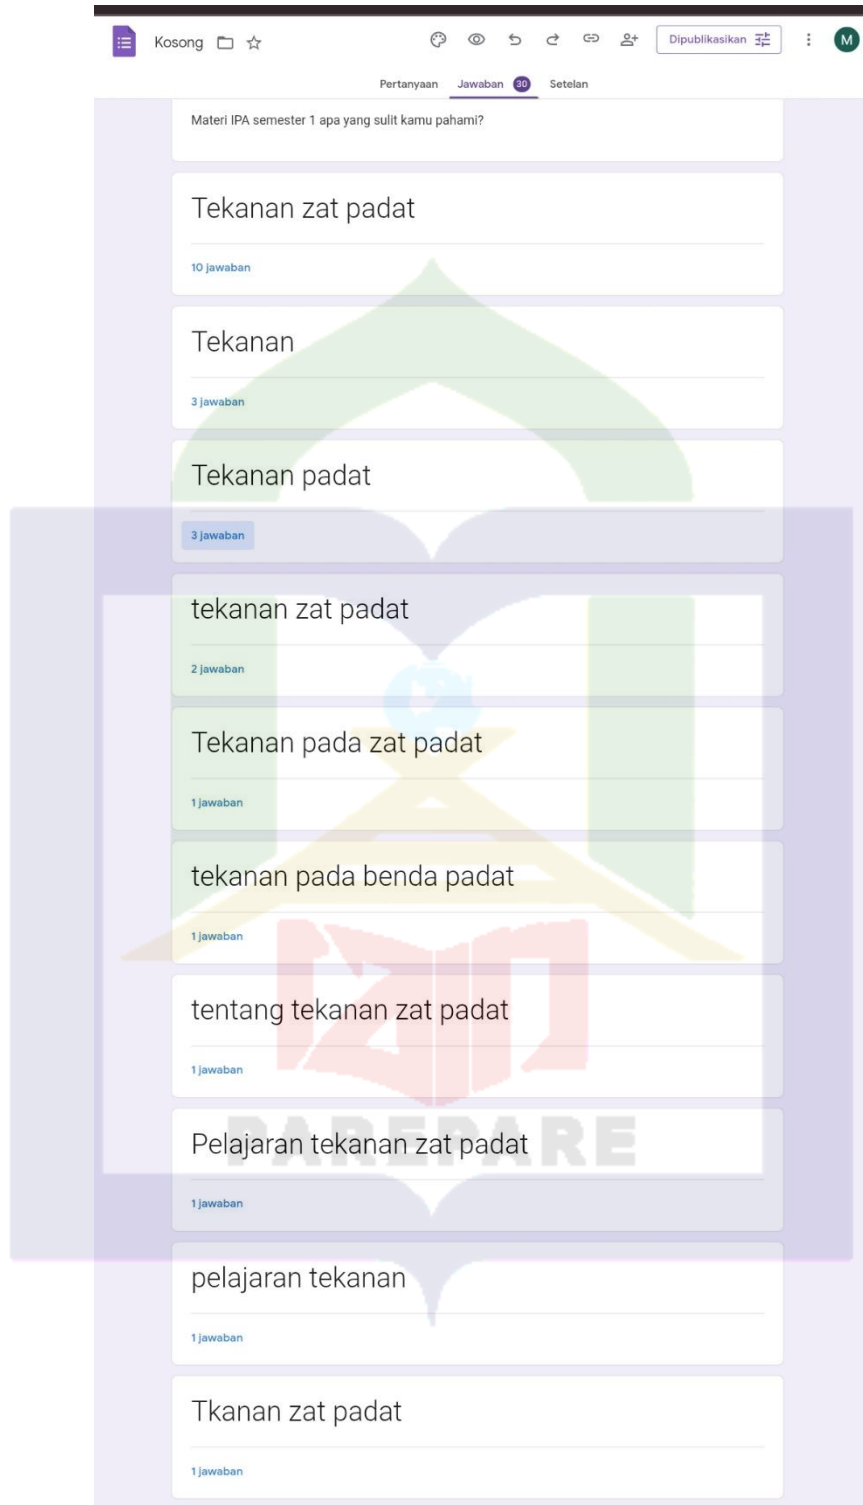 Kosong
Dipublikasikan
M
Pertanyaan Jawaban 30 Setelan
Materi IPA semester 1 apa yang sulit kamu pahami?
Tekanan zat padat
10 jawaban
Tekanan
3 jawaban
Tekanan padat
3 jawaban
tekanan zat padat
2 jawaban
Tekanan pada zat padat
1 jawaban
tekanan pada benda padat
1 jawaban
tentang tekanan zat padat
1 jawaban
Pelajaran tekanan zat padat
1 jawaban
PAREPARE
pelajaran tekanan
1 jawaban
Tkanan zat padat
1 jawaban